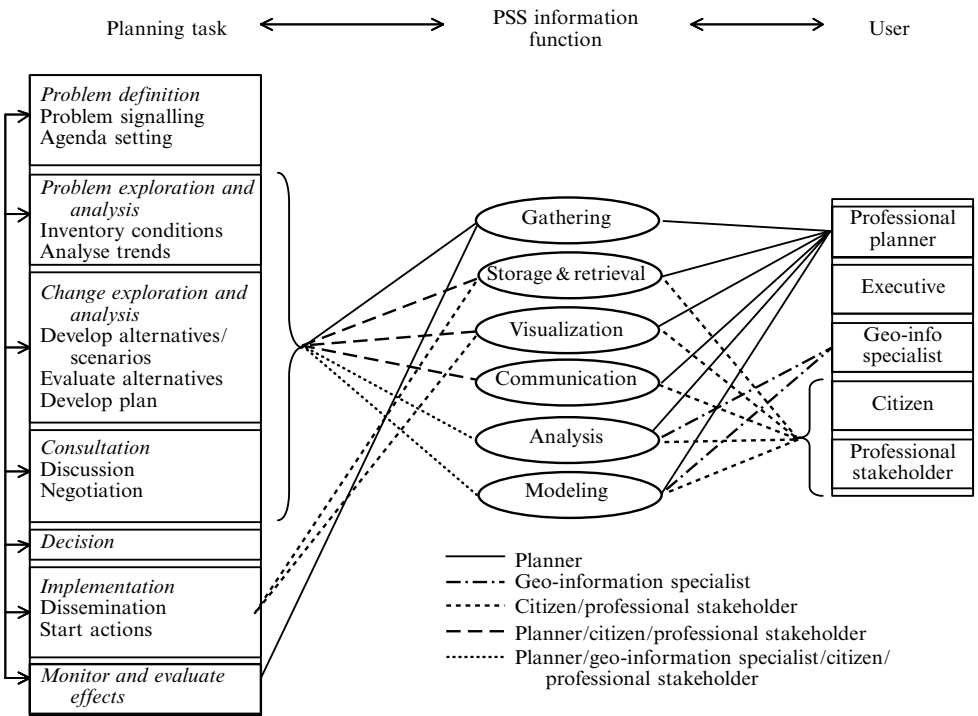 Planning task
PSS information
function
User
Problem definition
Problem signalling
Agenda setting
Problem exploration and
analysis
Inventory conditions
Analyse trends
Change exploration and
analysis
Develop alternatives/
scenarios
Evaluate alternatives
Develop plan
Consultation
Discussion
Negotiation
Decision
Implementation
Dissemination
Start actions
Monitor and evaluate
effects
Gathering
Storage & retrieval
Visualization
Communication
Analysis
Modeling
Professional
planner
Executive
Geo-info
specialist
Citizen
Professional
stakeholder
Planner
Geo-information specialist
Citizen/professional stakeholder
Planner/citizen/professional stakeholder
Planner/geo-information specialist/citizen/
professional stakeholder